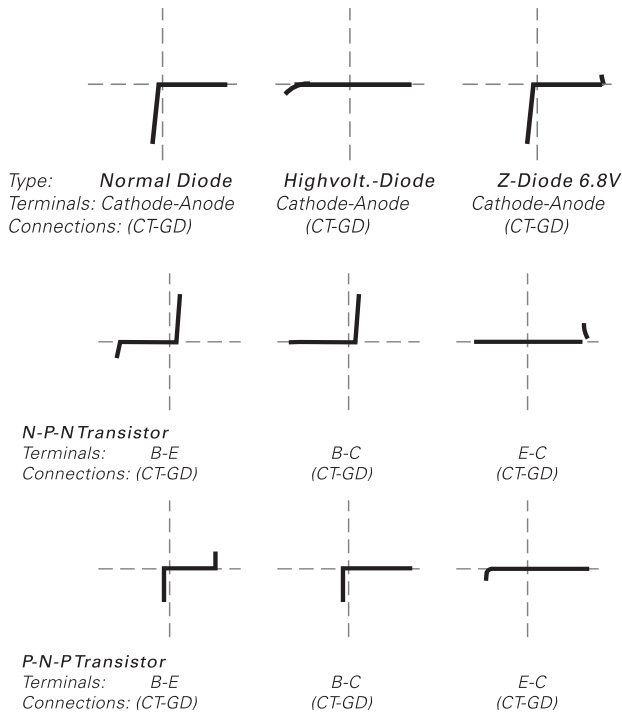 Type: Normal Diode Highvolt.-Diode Z-Diode 6.8V
Terminals: Cathode-Anode Cathode-Anode Cathode-Anode
Connections: (CT-GD) (CT-GD) (CT-GD)
N-P-N Transistor
Terminals: B-E B-C E-C
Connections: (CT-GD) (CT-GD) (CT-GD)
P-N-P Transistor
Terminals: B-E B-C E-C
Connections: (CT-GD) (CT-GD) (CT-GD)